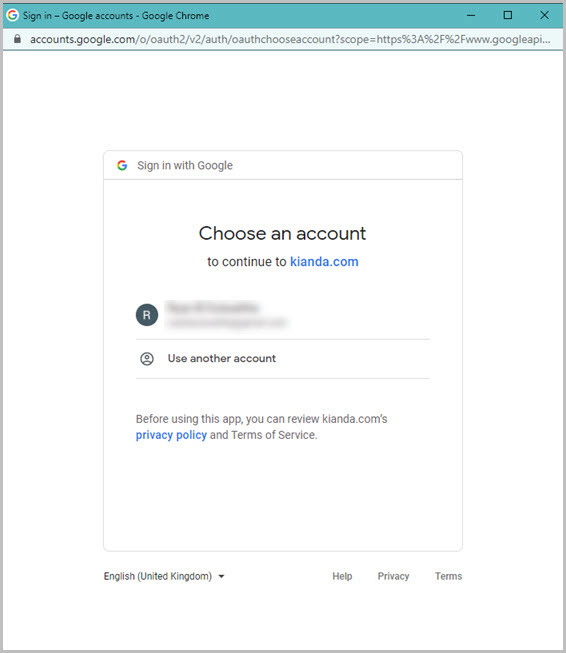 Sign in – Google accounts - Google Chrome
accounts.google.com/o/oauth2/v2/auth/oauthchooseaccount?scope=https%3A%2F%2Fwww.googleapi...
Sign in with Google
Choose an account
to continue to kianda.com
R
Use another account
Before using this app, you can review kianda.com's
privacy policy and Terms of Service.
English (United Kingdom) Help Privacy Terms